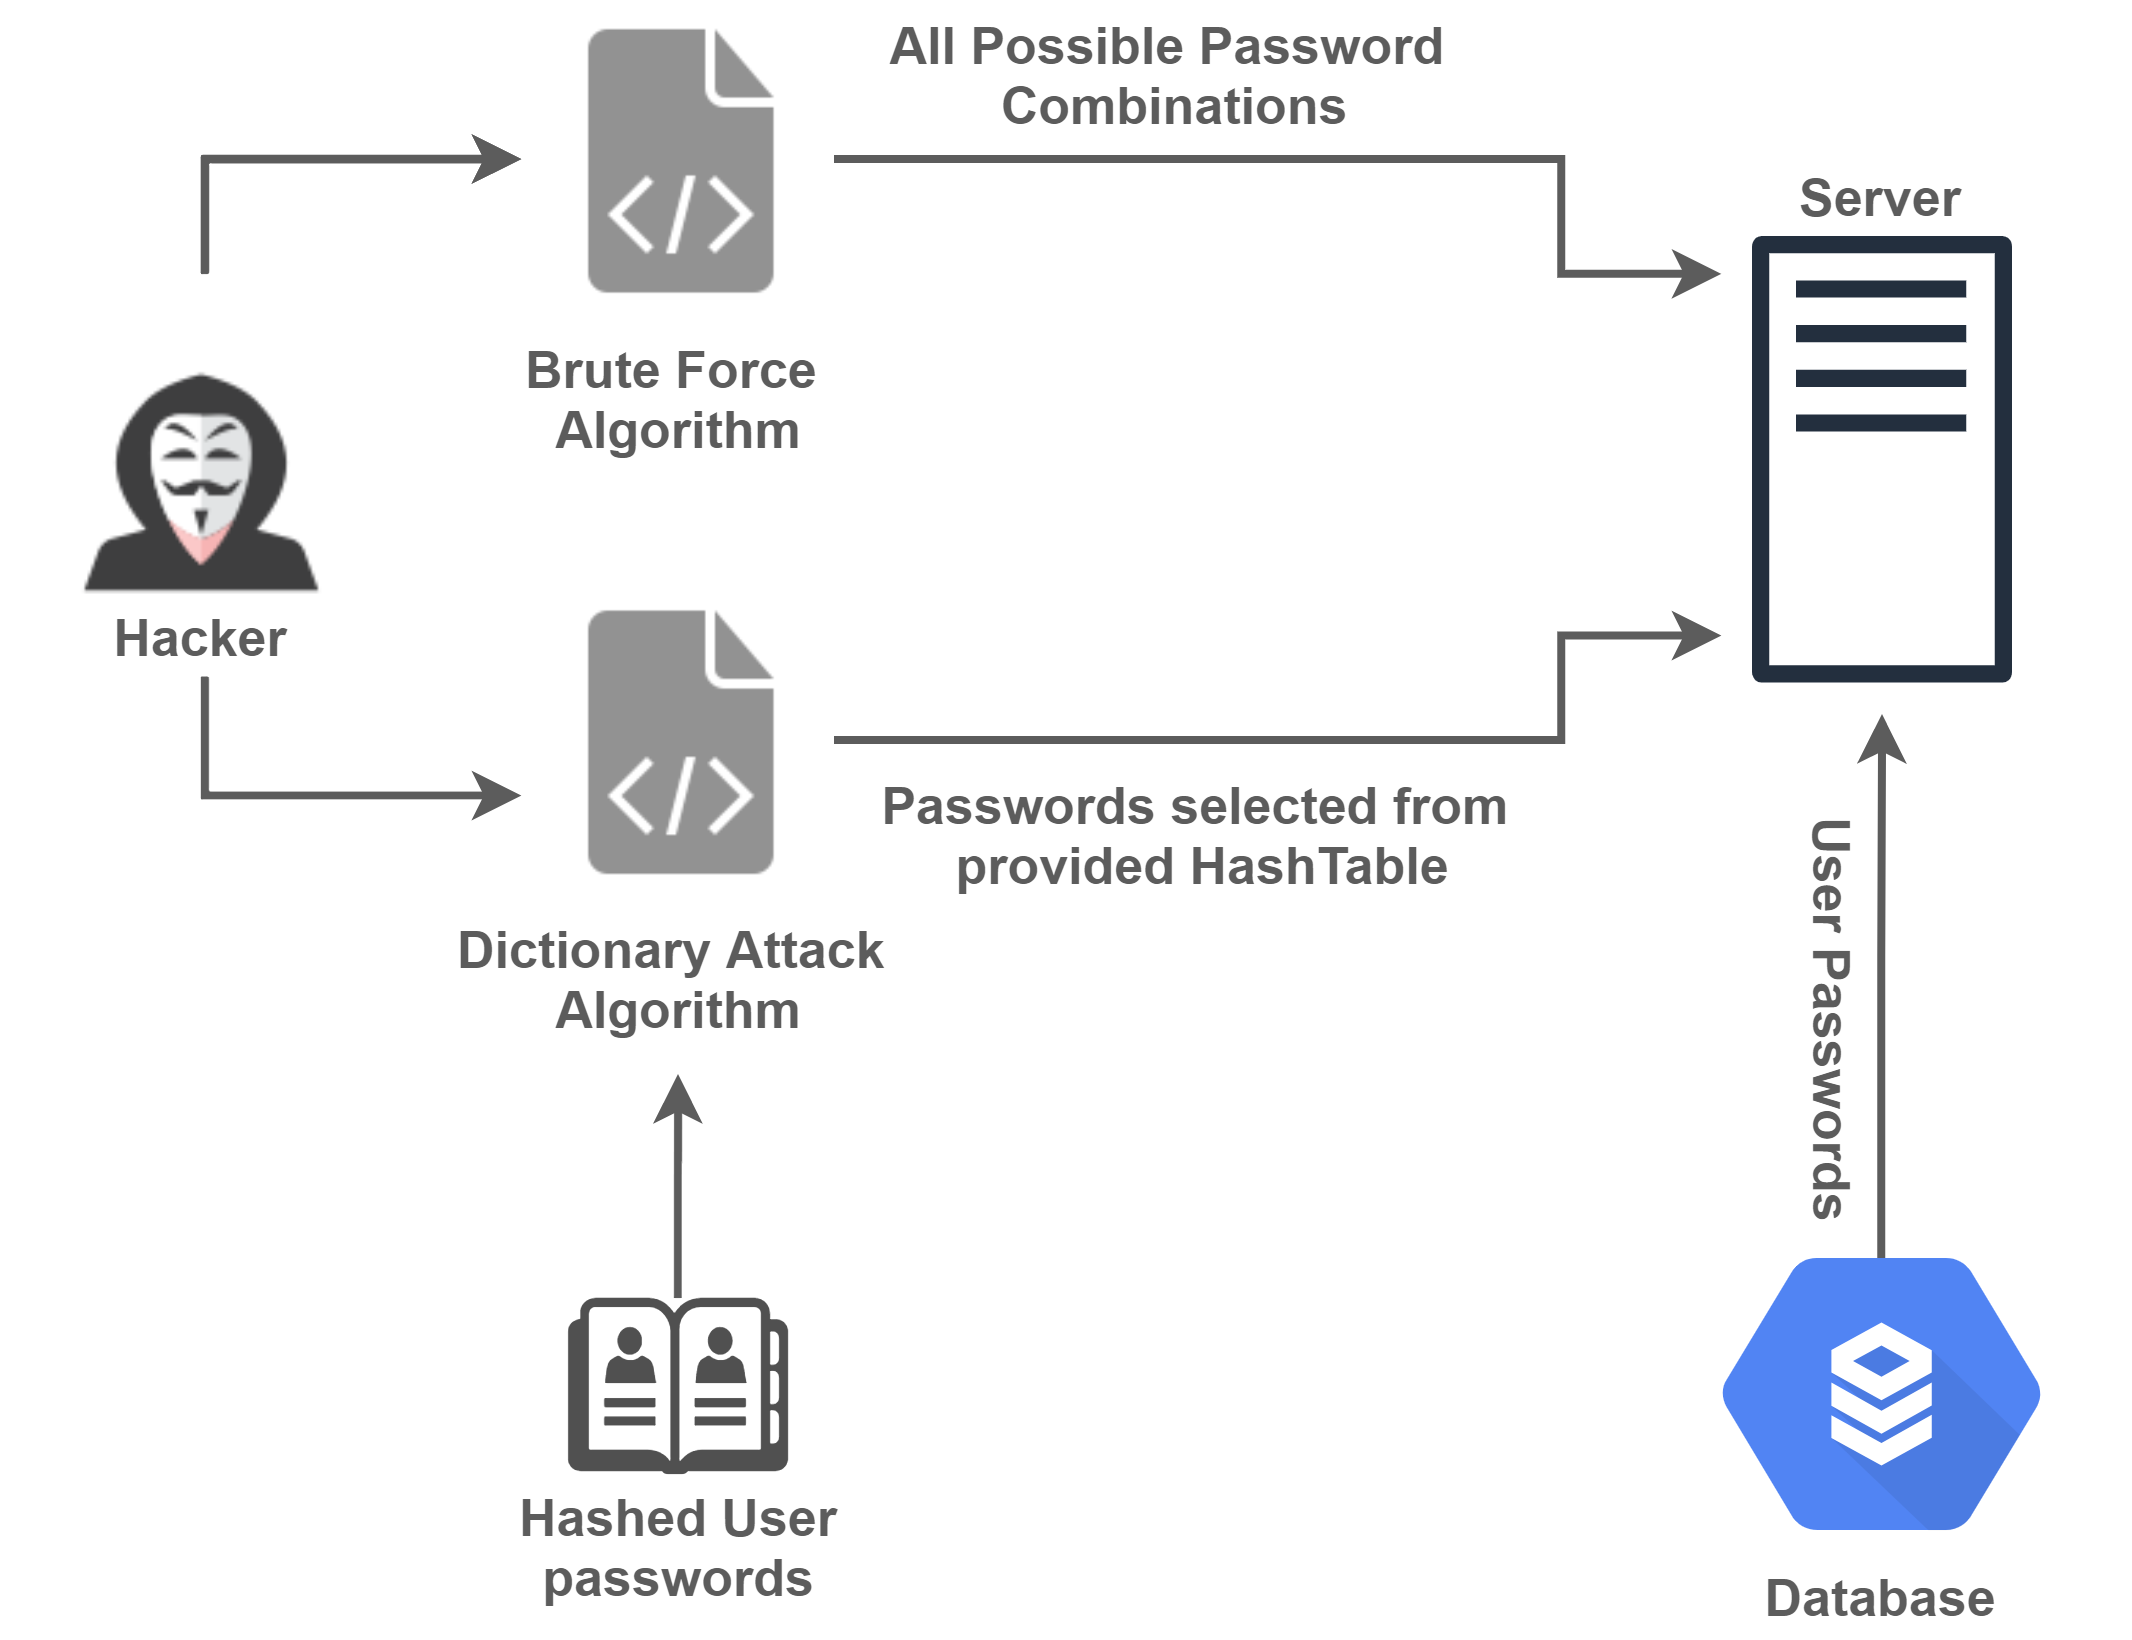 All Possible Password
Combinations
Server
Brute Force
Algorithm
Hacker
Passwords selected from
provided HashTable
User Passwords
Dictionary Attack
Algorithm
Hashed User
passwords
Database